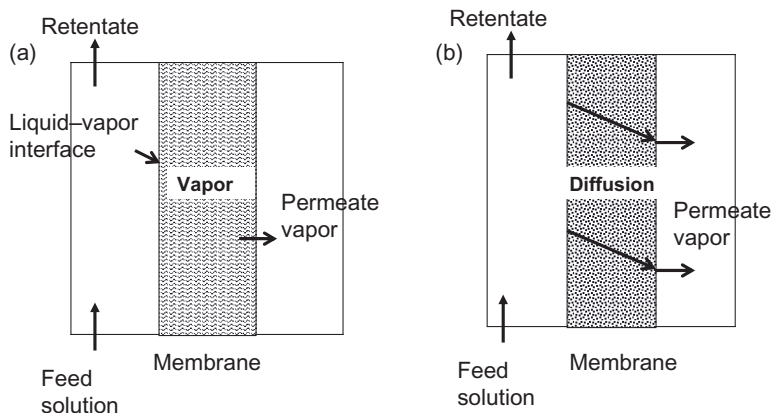 (a)
Retentate
Liquid–vapor
interface
Vapor
Permeate
vapor
Membrane
Feed
solution
(b)
Retentate
Diffusion
Permeate
vapor
Membrane
Feed
solution